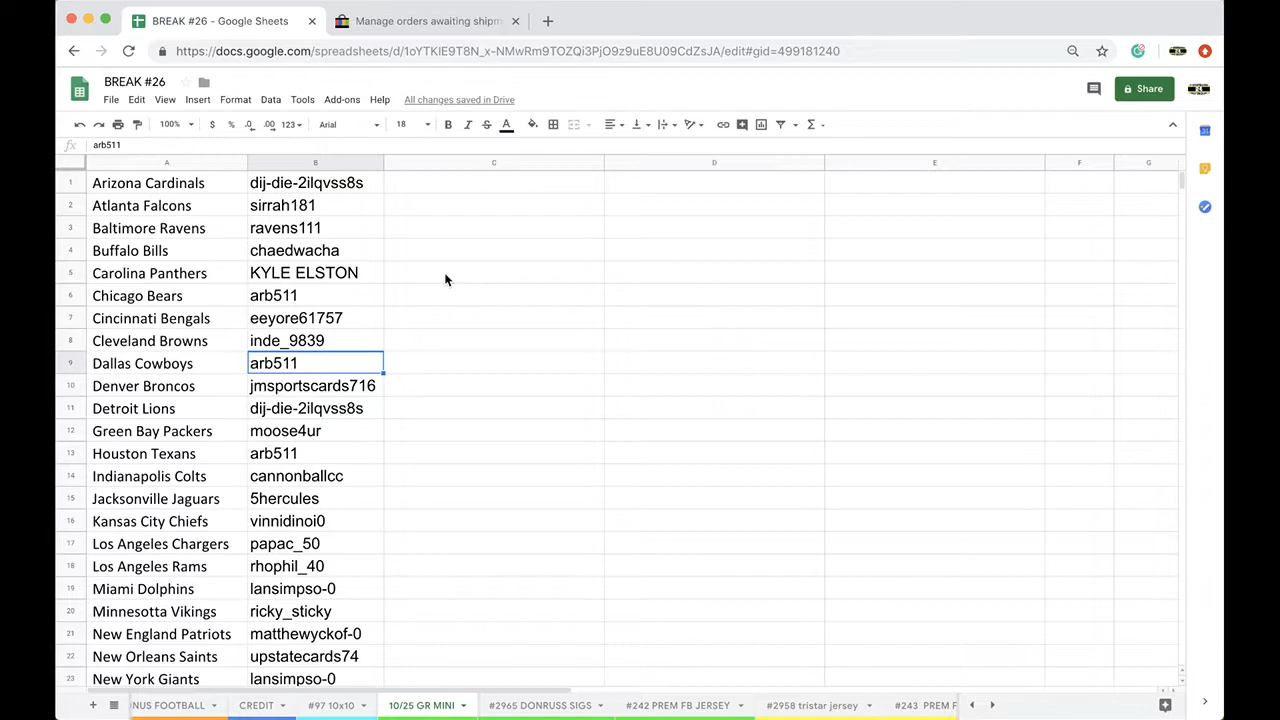 BREAK #26 - Google Sheets
Manage orders awaiting shipm
https://docs.google.com/spreadsheets/d/1oYTKlE9T8N_x-NMwRm9TOZQi3PjO9z9uE8U09CdZsJA/edit#gid=499181240
BREAK #26
File Edit View Insert Format Data Tools Add-ons Help All changes saved in Drive
Share
100% $ % .0 .00 123 Arial 18 B I S A
fx arb511
A B C D E F G
1 Arizona Cardinals dij-die-2ilqvss8s
2 Atlanta Falcons sirrah181
3 Baltimore Ravens ravens111
4 Buffalo Bills chaedwacha
5 Carolina Panthers KYLE ELSTON
6 Chicago Bears arb511
7 Cincinnati Bengals eeyore61757
8 Cleveland Browns inde_9839
9 Dallas Cowboys arb511
10 Denver Broncos jmsportscards716
11 Detroit Lions dij-die-2ilqvss8s
12 Green Bay Packers moose4ur
13 Houston Texans arb511
14 Indianapolis Colts cannonballcc
15 Jacksonville Jaguars 5hercules
16 Kansas City Chiefs vinnidinoi0
17 Los Angeles Chargers papac_50
18 Los Angeles Rams rhophil_40
19 Miami Dolphins lansimpso-0
20 Minnesotta Vikings ricky_sticky
21 New England Patriots matthewyckof-0
22 New Orleans Saints upstatecards74
23 New York Giants lansimpso-0
NUS FOOTBALL CREDIT #97 10x10 10/25 GR MINI #2965 DONRUSS SIGS #242 PREM FB JERSEY #2958 tristar jersey #243 PREM F